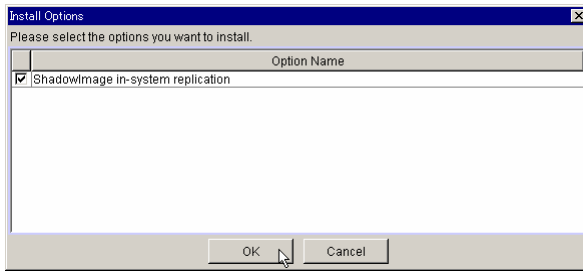 Install Options
Please select the options you want to install.
Option Name
ShadowImage in-system replication
OK Cancel